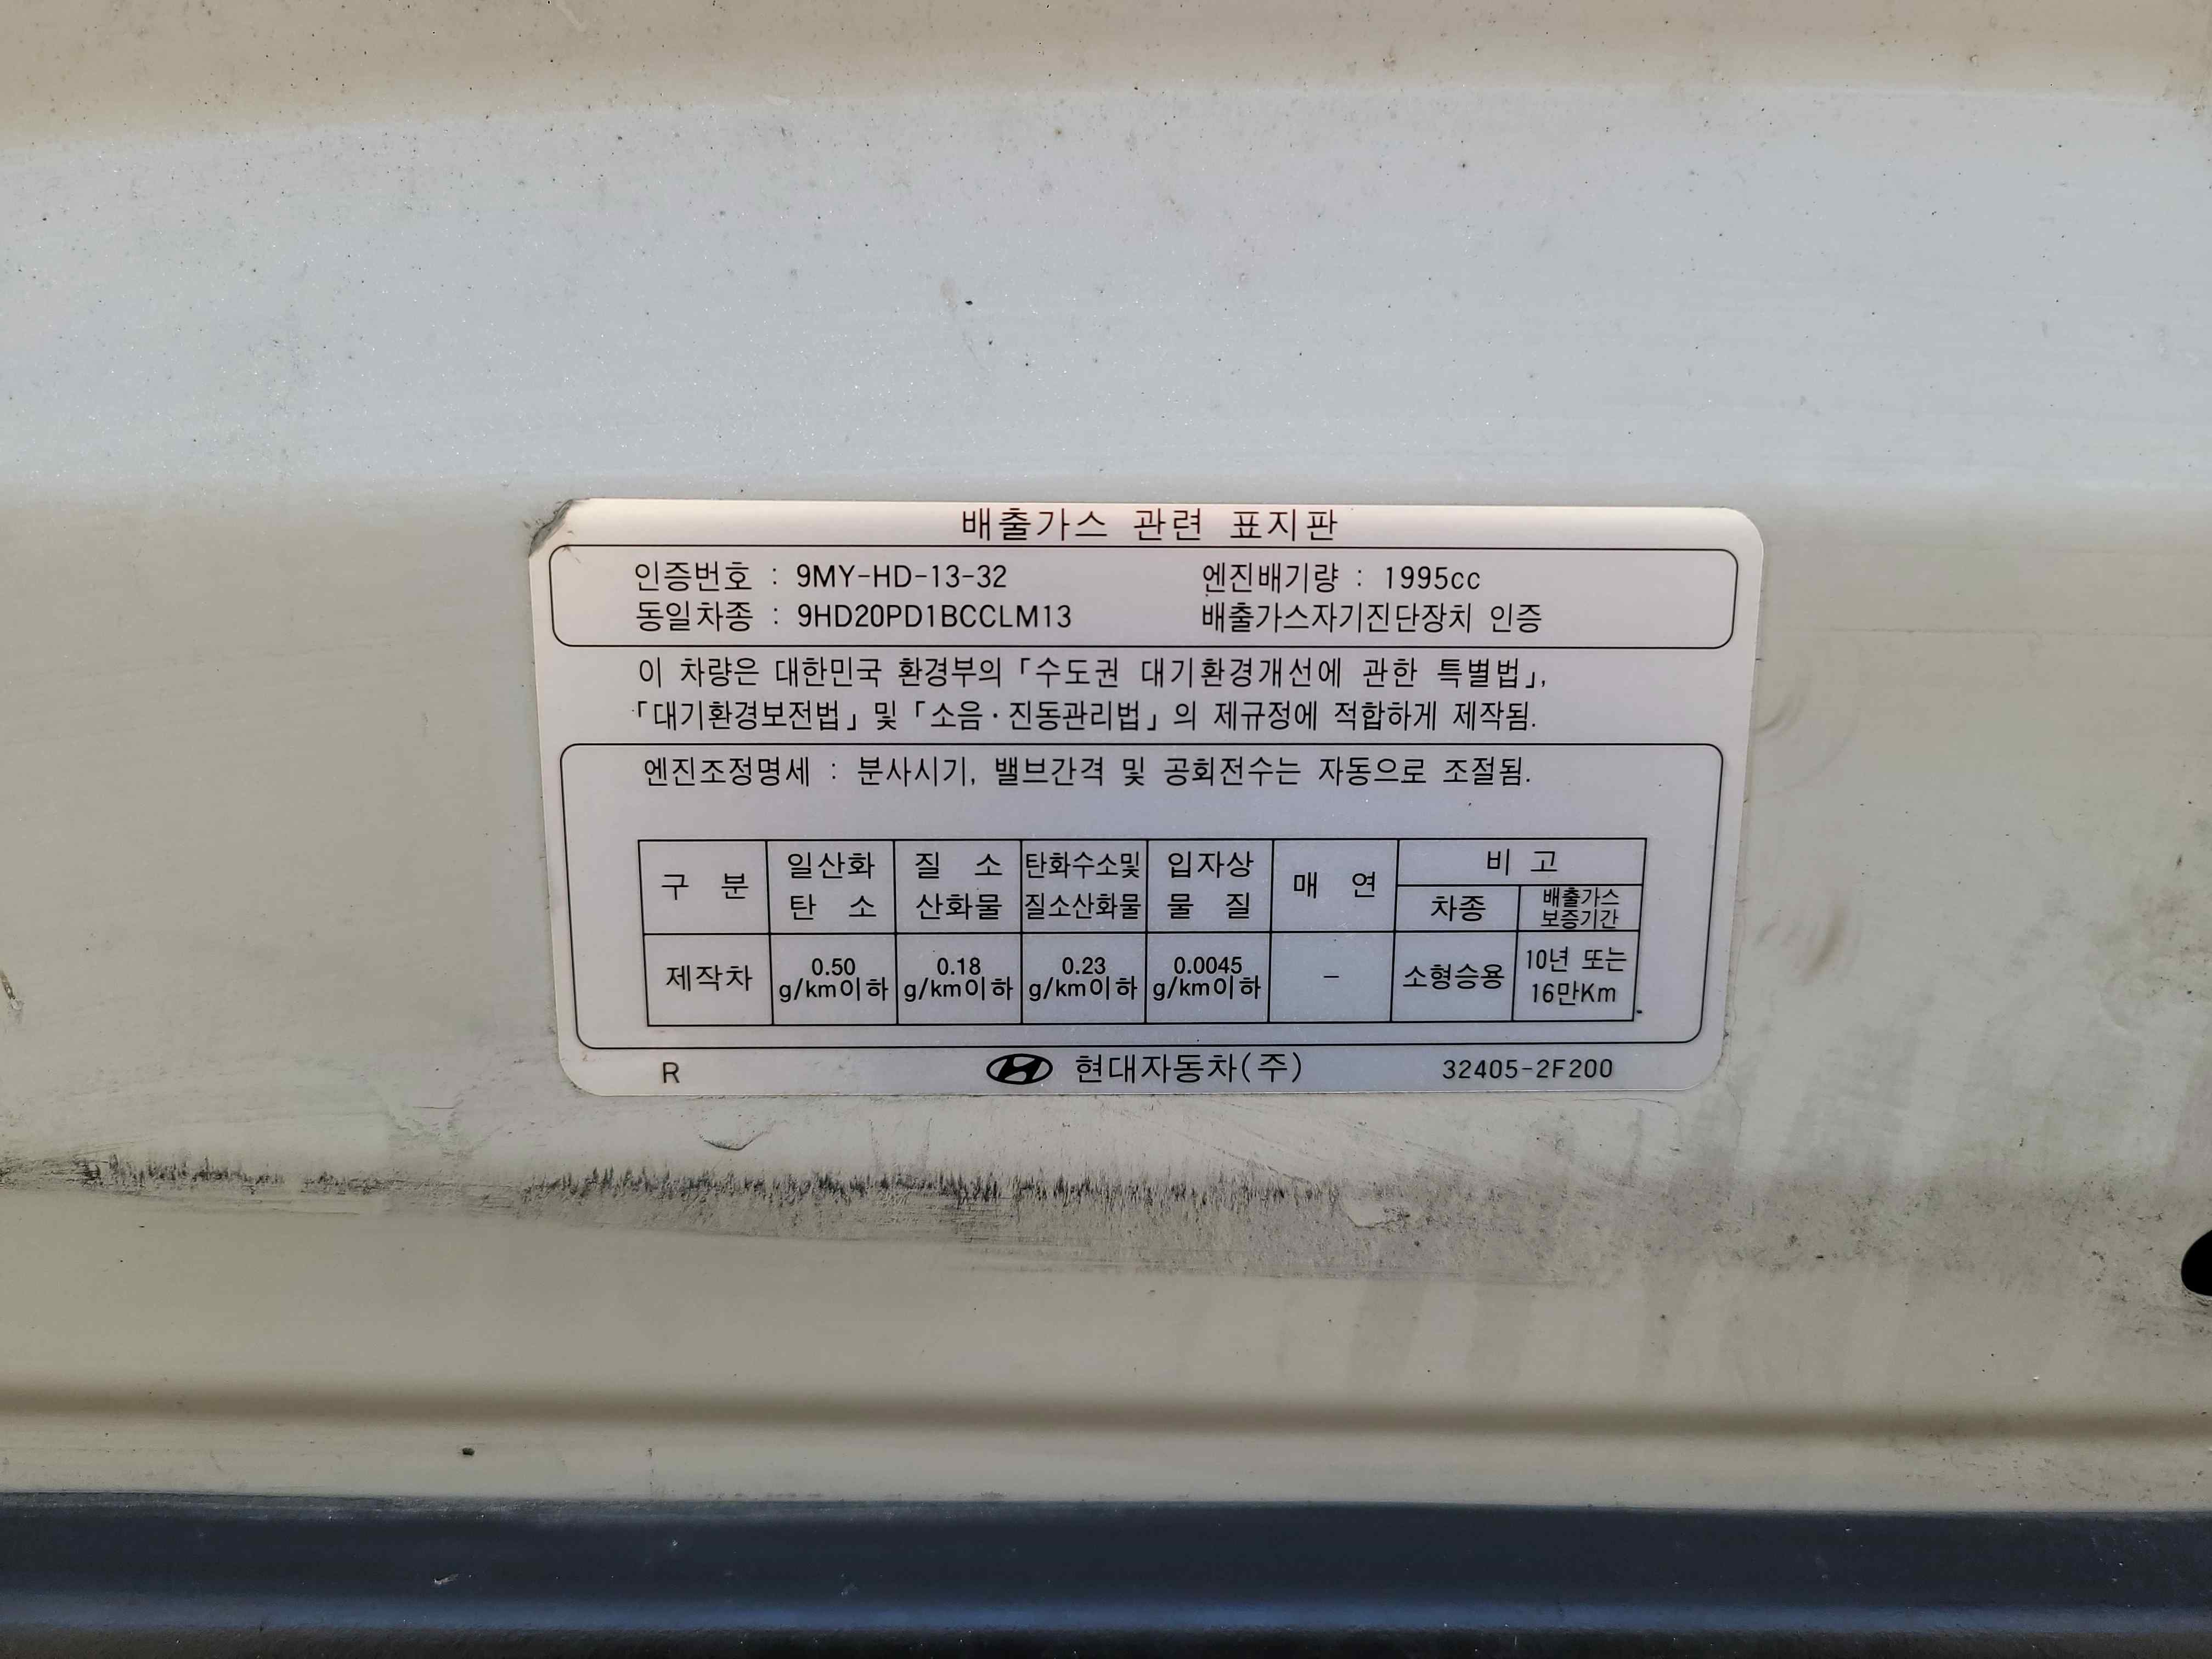 배출가스 관련 표지판
인증번호 : 9MY-HD-13-32 엔진배기량 : 1995cc
동일차종 : 9HD20PD1BCCLM13 배출가스자기진단장치 인증
이 차량은 대한민국 환경부의 「수도권 대기환경개선에 관한 특별법」,
「대기환경보전법」 및 「소음·진동관리법」의 제규정에 적합하게 제작됨.
엔진조정명세 : 분사시기, 밸브간격 및 공회전수는 자동으로 조절됨.
구 분 일산화 탄 소 질 소 산화물 탄화수소및 질소산화물 입자상 물 질 매 연 비 고
차종 배출가스 보증기간
제작차 0.50 g/km이하 0.18 g/km이하 0.23 g/km이하 0.0045 g/km이하 - 소형승용 10년 또는 16만Km
R 현대자동차(주) 32405-2F200